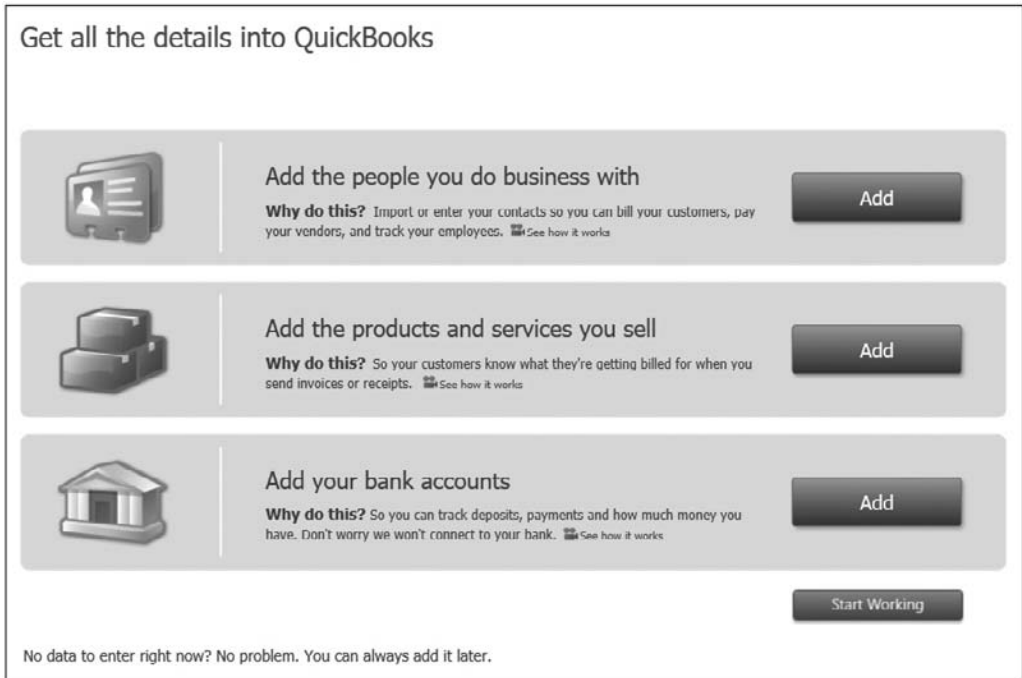 Get all the details into QuickBooks
Add the people you do business with
Why do this? Import or enter your contacts so you can bill your customers, pay
your vendors, and track your employees. See how it works
Add
Add the products and services you sell
Why do this? So your customers know what they're getting billed for when you
send invoices or receipts. See how it works
Add
Add your bank accounts
Why do this? So you can track deposits, payments and how much money you
have. Don't worry we won't connect to your bank. See how it works
Add
Start Working
No data to enter right now? No problem. You can always add it later.